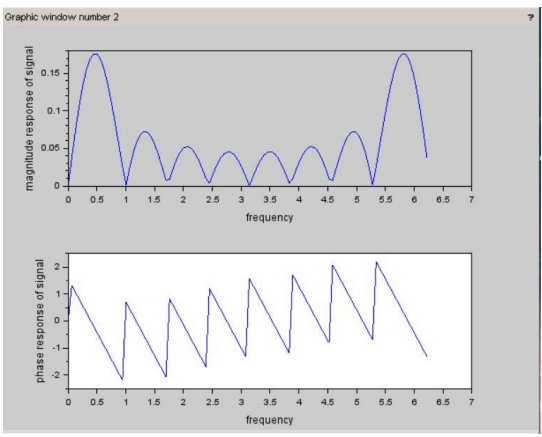 Graphic window number 2 ?
magnitude response of signal
0.15
0.1
0.05
0
0 0.5 1 1.5 2 2.5 3 3.5 4 4.5 5 5.5 6 6.5 7
frequency
phase response of signal
2
1
0
-1
-2
0 0.5 1 1.5 2 2.5 3 3.5 4 4.5 5 5.5 6 6.5 7
frequency